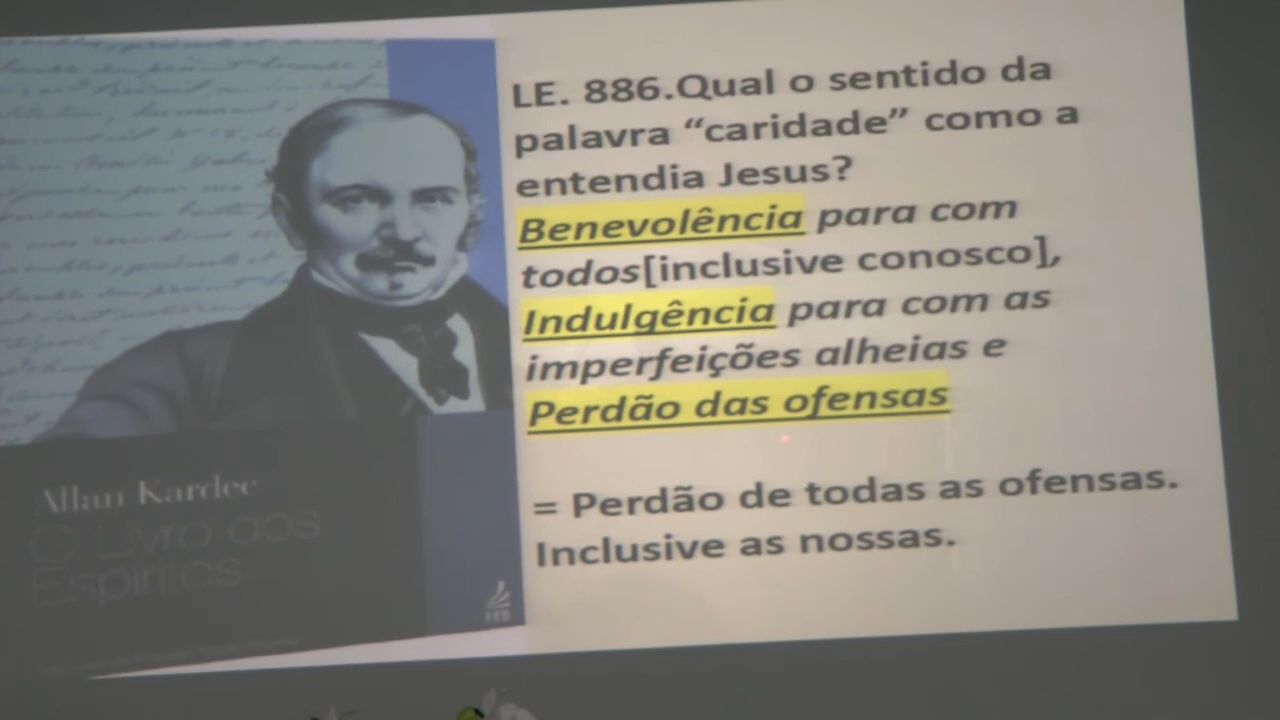 LE. 886.Qual o sentido da
palavra “caridade” como a
entendia Jesus?
Benevolência para com
todos[inclusive conosco],
Indulgência para com as
imperfeições alheias e
Perdão das ofensas
= Perdão de todas as ofensas.
Inclusive as nossas.
Allan Kardec
O Livro dos
Espíritos
FEB